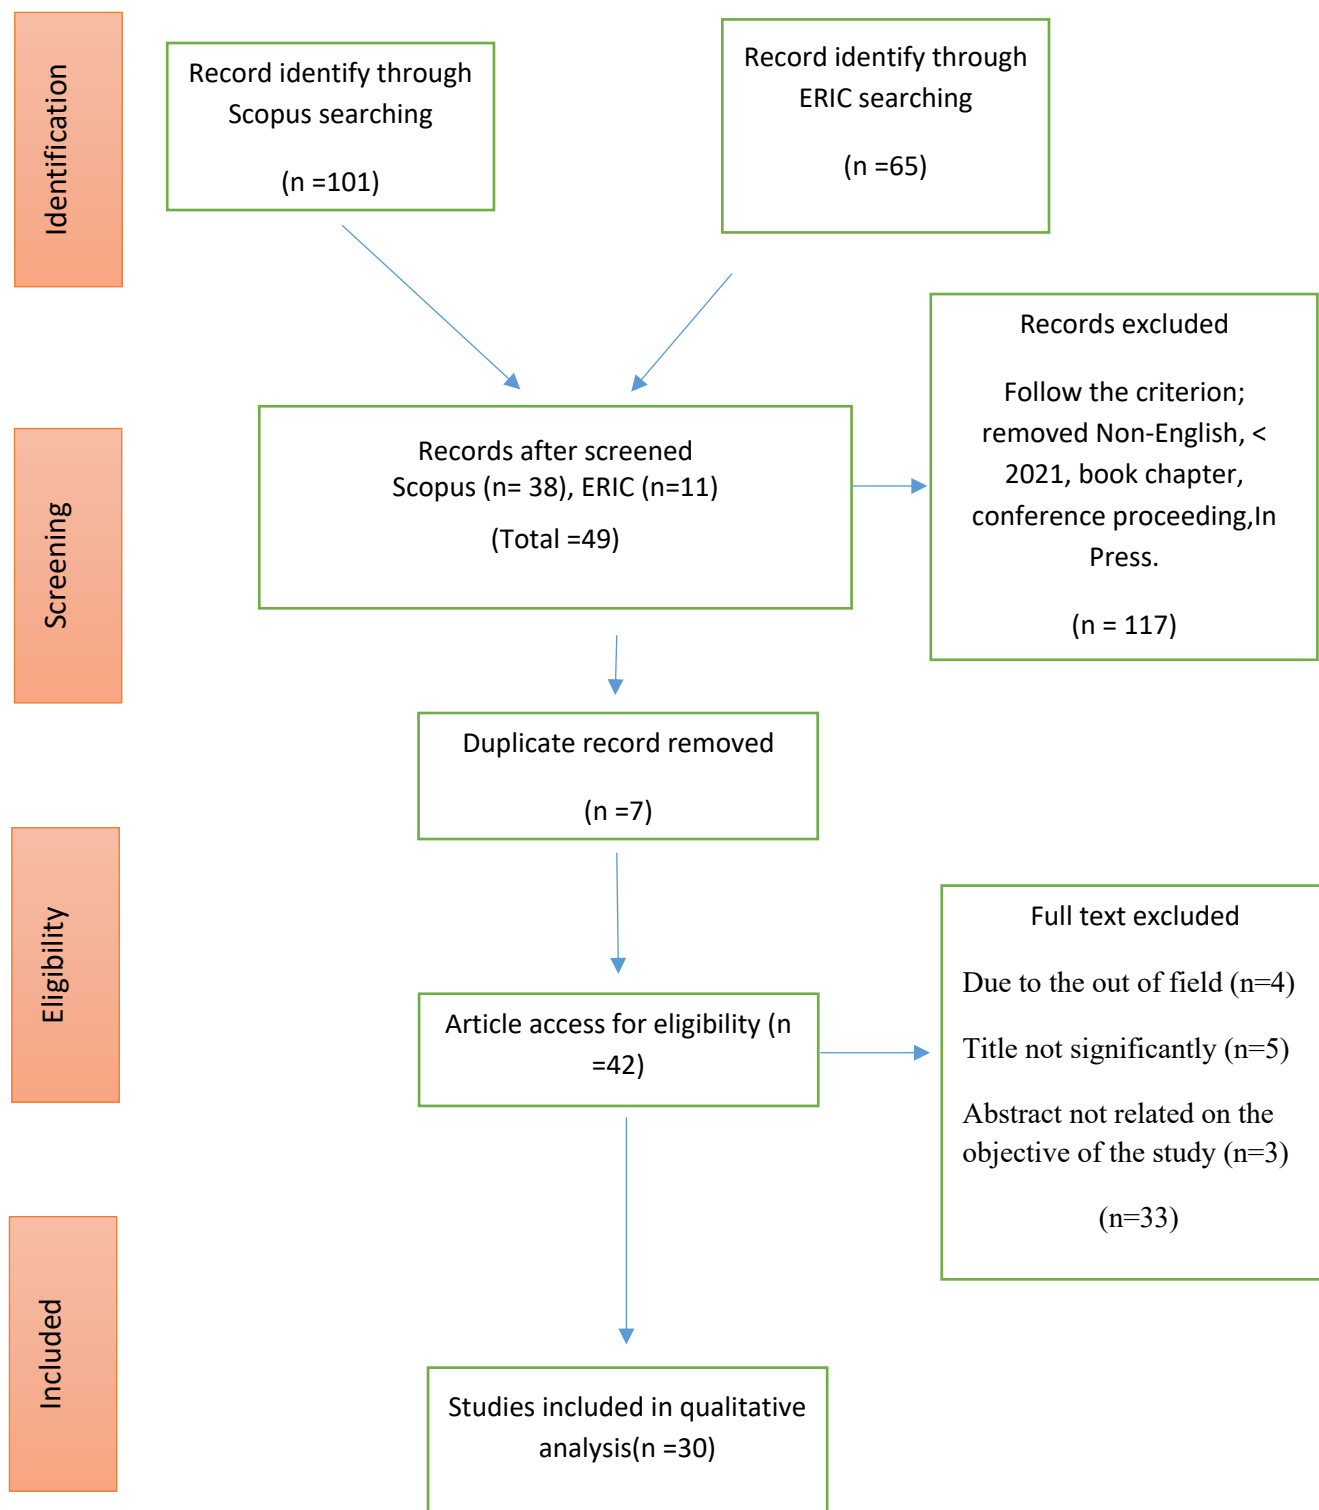 Identification
Record identify through
Scopus searching
(n =101)
Record identify through
ERIC searching
(n =65)
Records excluded
Follow the criterion;
removed Non-English, <
2021, book chapter,
conference proceeding,In
Press.
(n = 117)
Screening
Records after screened
Scopus (n= 38), ERIC (n=11)
(Total =49)
Duplicate record removed
(n =7)
Eligibility
Article access for eligibility (n
=42)
Full text excluded
Due to the out of field (n=4)
Title not significantly (n=5)
Abstract not related on the
objective of the study (n=3)
(n=33)
Included
Studies included in qualitative
analysis(n =30)